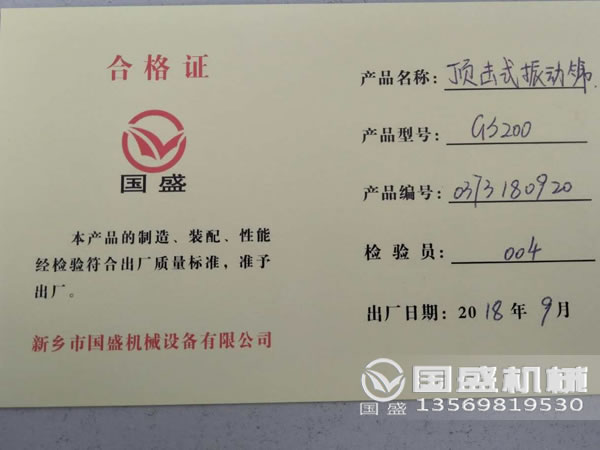 合格证
国盛
本产品的制造、装配、性能
经检验符合出厂质量标准，准予
出厂。
新乡市国盛机械设备有限公司
产品名称：顶击式振动筛
产品型号：GS200
产品编号：0373180920
检验员：004
出厂日期：2018年9月
国盛
国盛机械
13569819530